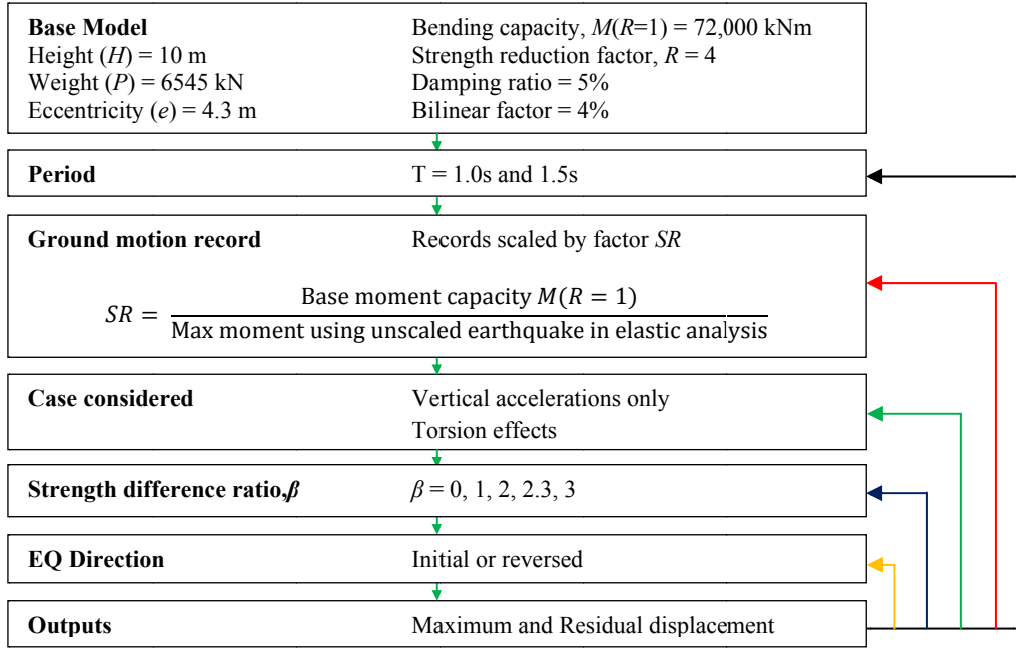 Base Model Bending capacity, M(R=1) = 72,000 kNm
Height (H) = 10 m Strength reduction factor, R = 4
Weight (P) = 6545 kN Damping ratio = 5%
Eccentricity (e) = 4.3 m Bilinear factor = 4%
Period T = 1.0s and 1.5s
Ground motion record Records scaled by factor SR
SR = Base moment capacity M(R = 1)
Max moment using unscaled earthquake in elastic analysis
Case considered Vertical accelerations only
Torsion effects
Strength difference ratio,β β = 0, 1, 2, 2.3, 3
EQ Direction Initial or reversed
Outputs Maximum and Residual displacement